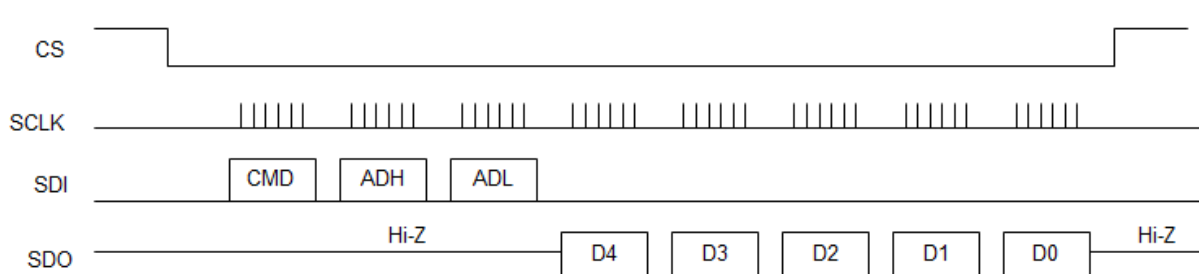 CS
SCLK
SDI CMD ADH ADL
Hi-Z Hi-Z
SDO D4 D3 D2 D1 D0